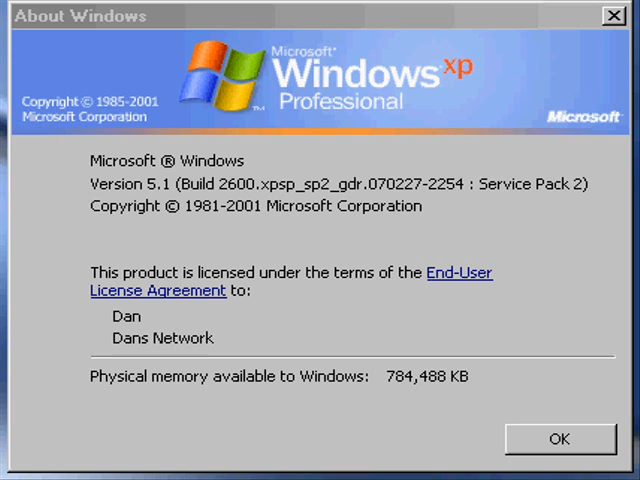 About Windows
Microsoft®
Windows xp
Professional
™
Copyright © 1985-2001
Microsoft Corporation
Microsoft
Microsoft ® Windows
Version 5.1 (Build 2600.xpsp_sp2_gdr.070227-2254 : Service Pack 2)
Copyright © 1981-2001 Microsoft Corporation
This product is licensed under the terms of the End-User
License Agreement to:
Dan
Dans Network
Physical memory available to Windows: 784,488 KB
OK